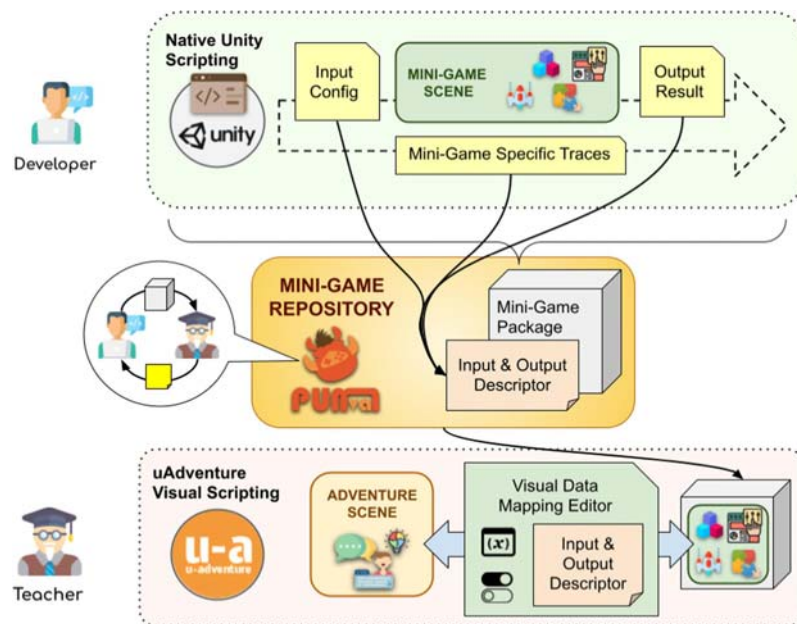 Native Unity
Scripting
</>
unity
Input
Config
MINI-GAME
SCENE
Output
Result
Mini-Game Specific Traces
Developer
</>
MINI-GAME
REPOSITORY
Mini-Game
Package
Input & Output
Descriptor
</>
PUM
va
uAdventure
Visual Scripting
u-a
u-adventure
ADVENTURE
SCENE
Visual Data
Mapping Editor
(x)
Input &
Output
Descriptor
Teacher